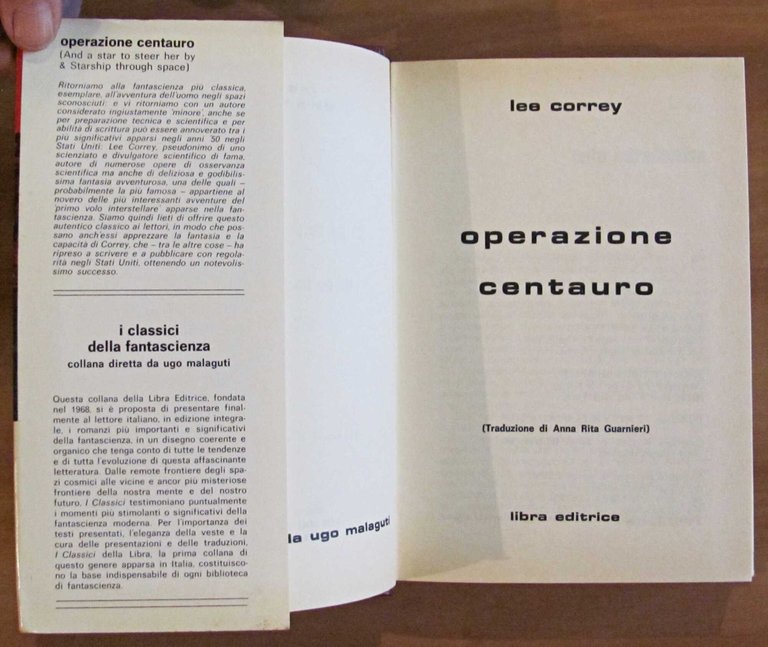 operazione centauro
(And a star to steer her by
& Starship through space)
Ritorniamo alla fantascienza più classica,
esemplare, all'avventura dell'uomo negli spazi
sconosciuti: e vi ritorniamo con un autore
considerato ingiustamente 'minore', anche se
per preparazione tecnica e scientifica e per
abilità di scrittura può essere annoverato tra i
più significativi apparsi negli anni '50 negli
Stati Uniti: Lee Correy, pseudonimo di uno
scienziato e divulgatore scientifico di fama,
autore di numerose opere di osservanza
scientifica ma anche di deliziosa e godibilis-
sima fantasia avventurosa, una delle quali –
probabilmente la più famosa – appartiene al
novero delle più interessanti avventure del
'primo volo interstellare' apparse nella fan-
tascienza. Siamo quindi lieti di offrire questo
autentico classico ai lettori, in modo che pos-
sano anch'essi apprezzare la fantasia e la
capacità di Correy, che – tra le altre cose – ha
ripreso a scrivere e a pubblicare con regola-
rità negli Stati Uniti, ottenendo un notevolis-
simo successo.
i classici
della fantascienza
collana diretta da ugo malaguti
Questa collana della Libra Editrice, fondata
nel 1968, si è proposta di presentare final-
mente al lettore italiano, in edizione integra-
le, i romanzi più importanti e significativi
della fantascienza, in un disegno coerente e
organico che tenga conto di tutte le tendenze
e di tutta l'evoluzione di questa affascinante
letteratura. Dalle remote frontiere degli spa-
zi cosmici alle vicine e ancor più misteriose
frontiere della nostra mente e del nostro
futuro, I Classici testimoniano puntualmente
i momenti più stimolanti o significativi della
fantascienza moderna. Per l'importanza dei
testi presentati, l'eleganza della veste e la
cura delle presentazioni e delle traduzioni,
I Classici della Libra, la prima collana di
questo genere apparsa in Italia, costituisco-
no la base indispensabile di ogni biblioteca
di fantascienza.
da ugo malaguti
lee correy
operazione
centauro
(Traduzione di Anna Rita Guarnieri)
libra editrice